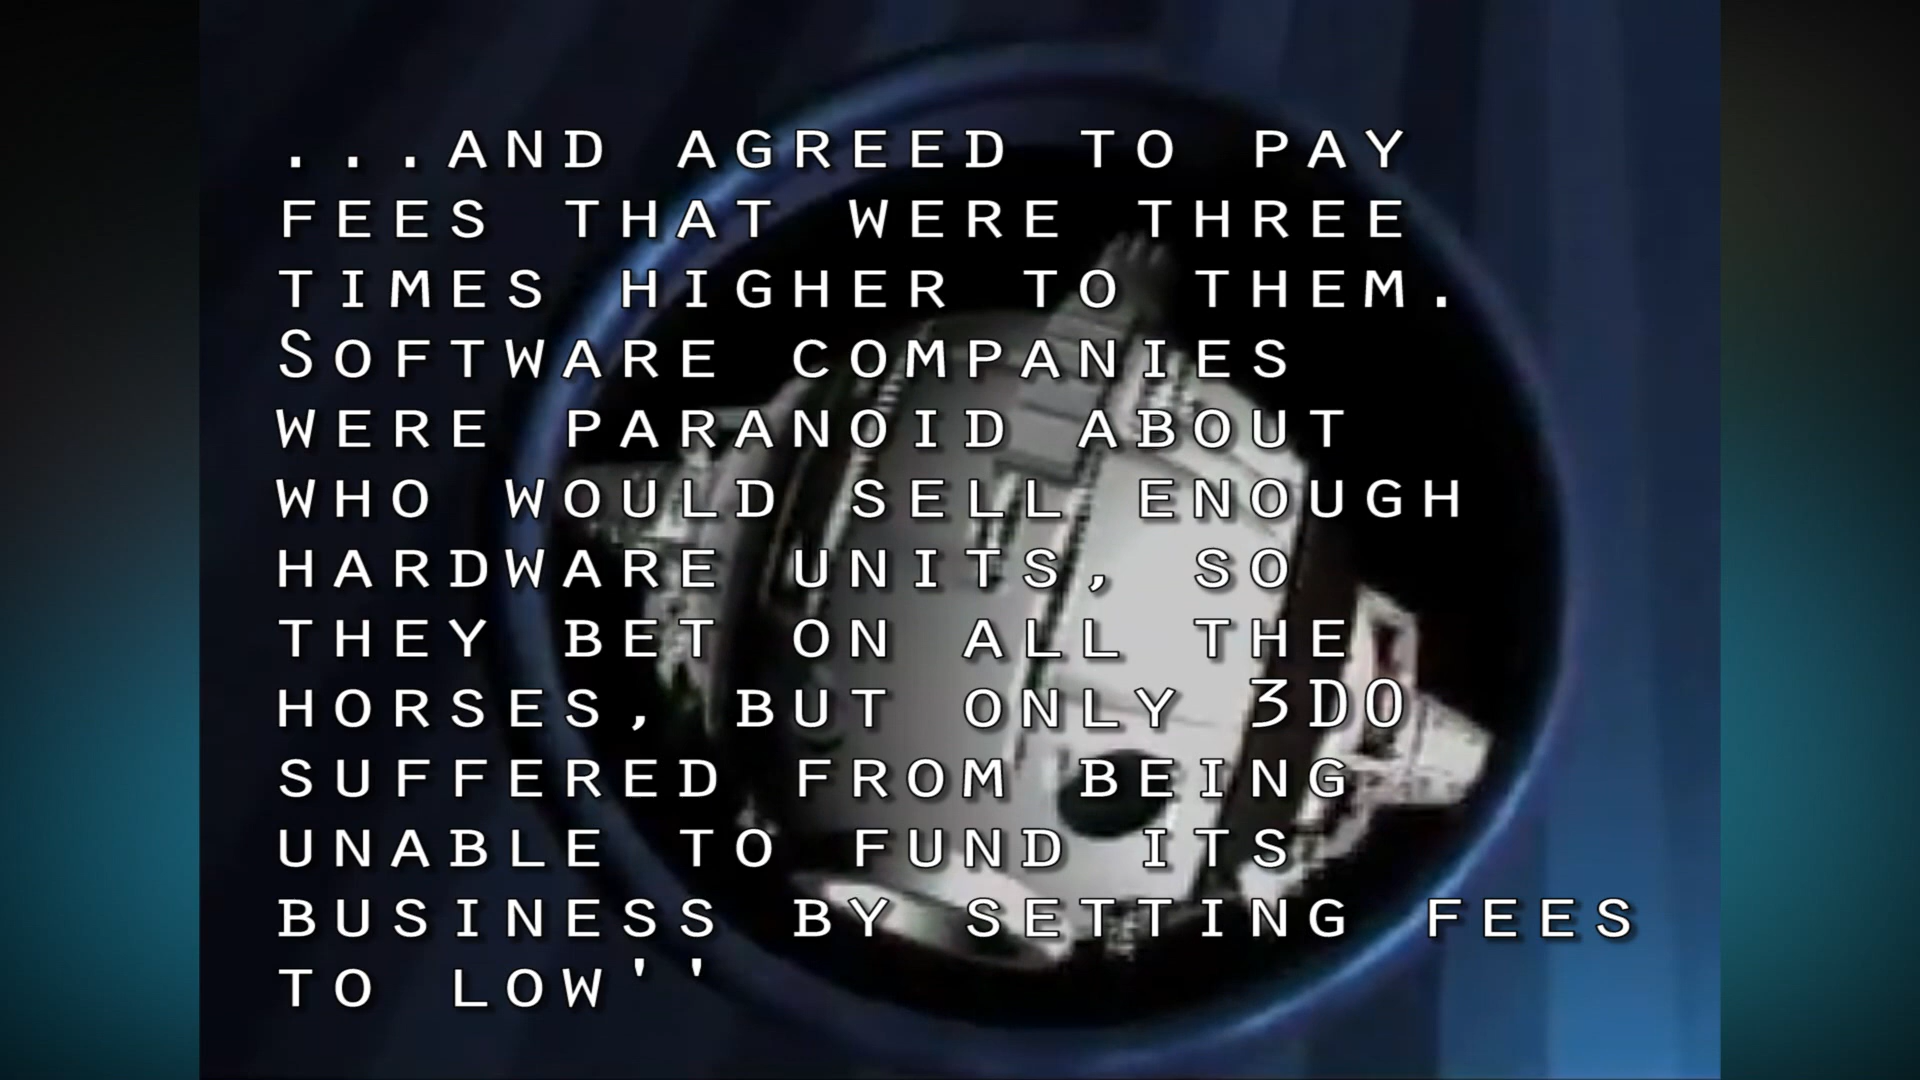 ...AND AGREED TO PAY
FEES THAT WERE THREE
TIMES HIGHER TO THEM.
SOFTWARE COMPANIES
WERE PARANOID ABOUT
WHO WOULD SELL ENOUGH
HARDWARE UNITS, SO
THEY BET ON ALL THE
HORSES, BUT ONLY 3DO
SUFFERED FROM BEING
UNABLE TO FUND ITS
BUSINESS BY SETTING FEES
TO LOW''